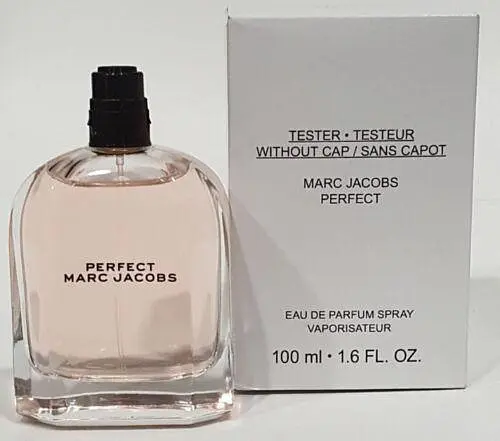 PERFECT
MARC JACOBS
TESTER • TESTEUR
WITHOUT CAP / SANS CAPOT
MARC JACOBS
PERFECT
EAU DE PARFUM SPRAY
VAPORISATEUR
100 ml • 1.6 FL. OZ.